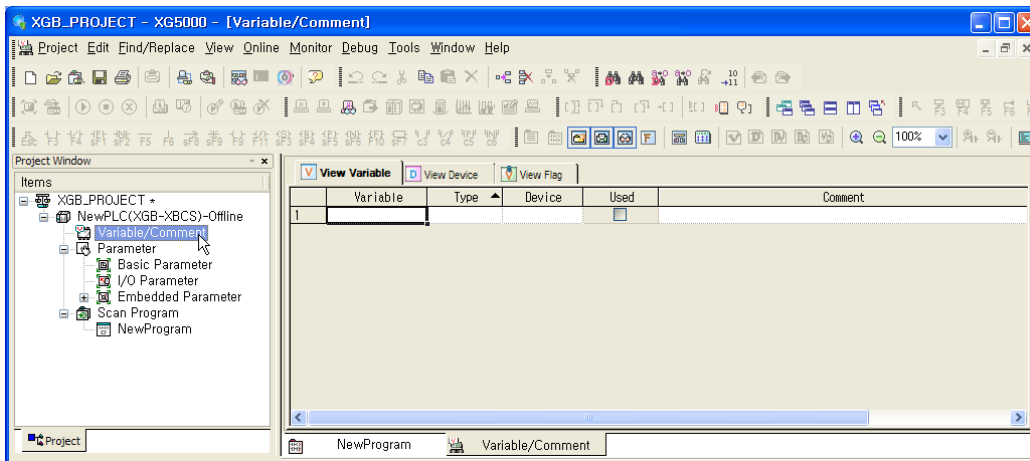 XGB_PROJECT - XG5000 - [Variable/Comment]
Project Edit Find/Replace View Online Monitor Debug Tools Window Help
100%
Project Window
Items
XGB_PROJECT *
NewPLC(XGB-XBCS)-Offline
Variable/Comment
Parameter
Basic Parameter
I/O Parameter
Embedded Parameter
Scan Program
NewProgram
Project
V View Variable D View Device View Flag
Variable Type Device Used Comment
1
NewProgram Variable/Comment